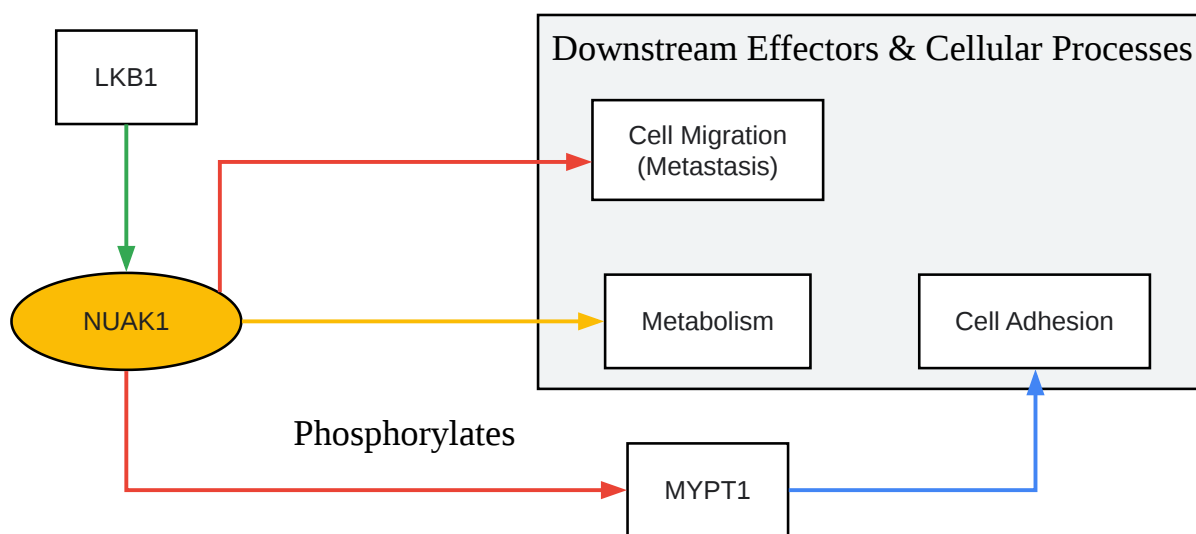 Downstream Effectors & Cellular Processes
LKB1
Cell Migration
(Metastasis)
NUAK1
Metabolism
Cell Adhesion
Phosphorylates
MYPT1